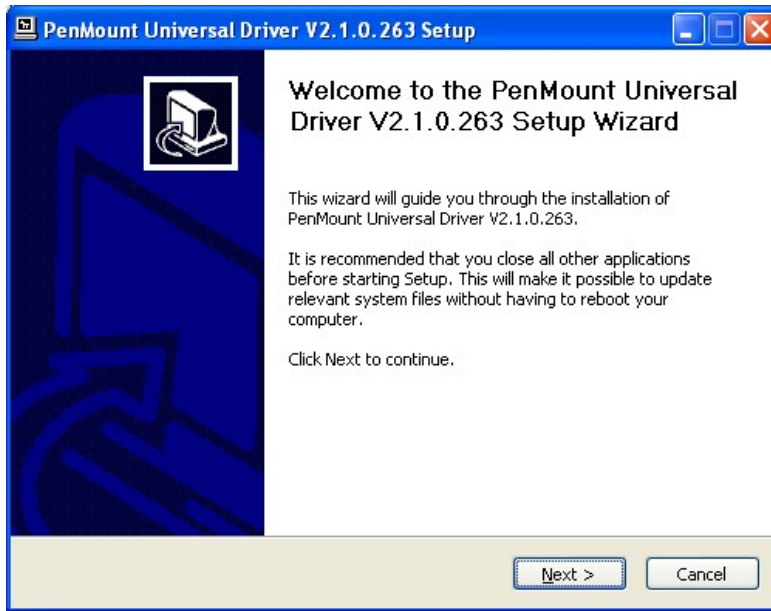 PenMount Universal Driver V2.1.0.263 Setup
Welcome to the PenMount Universal
Driver V2.1.0.263 Setup Wizard
This wizard will guide you through the installation of
PenMount Universal Driver V2.1.0.263.
It is recommended that you close all other applications
before starting Setup. This will make it possible to update
relevant system files without having to reboot your
computer.
Click Next to continue.
Next >
Cancel